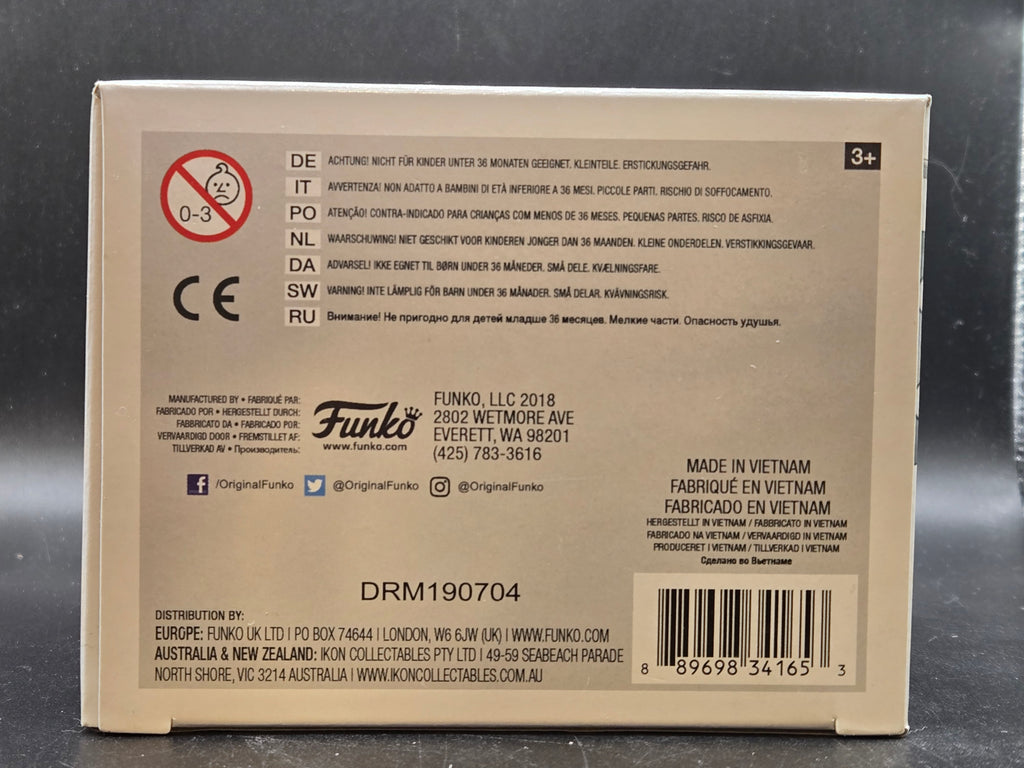 3+
0-3
DE ACHTUNG! NICHT FÜR KINDER UNTER 36 MONATEN GEEIGNET. KLEINTEILE. ERSTICKUNGSGEFAHR.
IT AVVERTENZA! NON ADATTO A BAMBINI DI ETÀ INFERIORE A 36 MESI. PICCOLE PARTI. RISCHIO DI SOFFOCAMENTO.
PO ATENÇÃO! CONTRA-INDICADO PARA CRIANÇAS COM MENOS DE 36 MESES. PEQUENAS PARTES. RISCO DE ASFIXIA.
NL WAARSCHUWING! NIET GESCHIKT VOOR KINDEREN JONGER DAN 36 MAANDEN. KLEINE ONDERDELEN. VERSTIKKINGSGEVAAR.
DA ADVARSEL! IKKE EGNET TIL BØRN UNDER 36 MÅNEDER. SMÅ DELE. KVÆLNINGSFARE.
SW VARNING! INTE LÄMPLIG FÖR BARN UNDER 36 MÅNADER. SMÅ DELAR. KVÄVNINGSRISK.
RU Внимание! Не пригодно для детей младше 36 месяцев. Мелкие части. Опасность удушья.
CE
MANUFACTURED BY • FABRIQUÉ PAR:
FABRICADO POR • HERGESTELLT DURCH:
FABBRICATO DA • FABRICADO POR:
VERVAARDIGD DOOR • FREMSTILLET AF:
TILLVERKAD AV • Производитель:
Funko
www.funko.com
FUNKO, LLC 2018
2802 WETMORE AVE
EVERETT, WA 98201
(425) 783-3616
f /OriginalFunko @OriginalFunko @OriginalFunko
MADE IN VIETNAM
FABRIQUÉ EN VIETNAM
FABRICADO EN VIETNAM
HERGESTELLT IN VIETNAM / FABBRICATO IN VIETNAM
FABRICADO NA VIETNAM / VERVAARDIGD IN VIETNAM
PRODUCERET I VIETNAM / TILLVERKAD I VIETNAM
Сделано во Вьетнаме
DRM190704
DISTRIBUTION BY:
EUROPE: FUNKO UK LTD | PO BOX 74644 | LONDON, W6 6JW (UK) | WWW.FUNKO.COM
AUSTRALIA & NEW ZEALAND: IKON COLLECTABLES PTY LTD | 49-59 SEABEACH PARADE
NORTH SHORE, VIC 3214 AUSTRALIA | WWW.IKONCOLLECTABLES.COM.AU
8 89698 34165 3